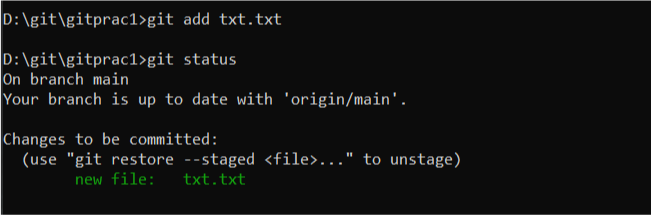 D:\git\gitprac1>git add txt.txt
D:\git\gitprac1>git status
On branch main
Your branch is up to date with 'origin/main'.
Changes to be committed:
  (use "git restore --staged <file>..." to unstage)
        new file:   txt.txt